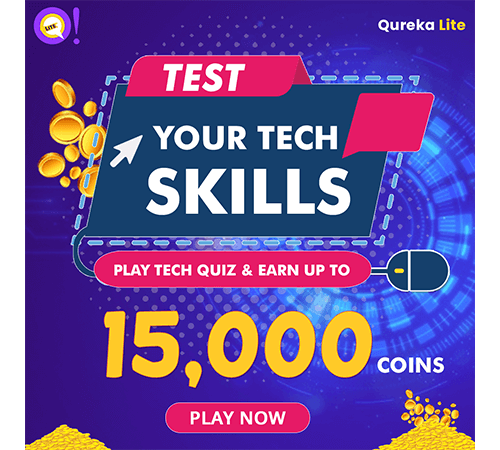 LITE
Qureka Lite
TEST
YOUR TECH
SKILLS
PLAY TECH QUIZ & EARN UP TO
15,000
COINS
PLAY NOW